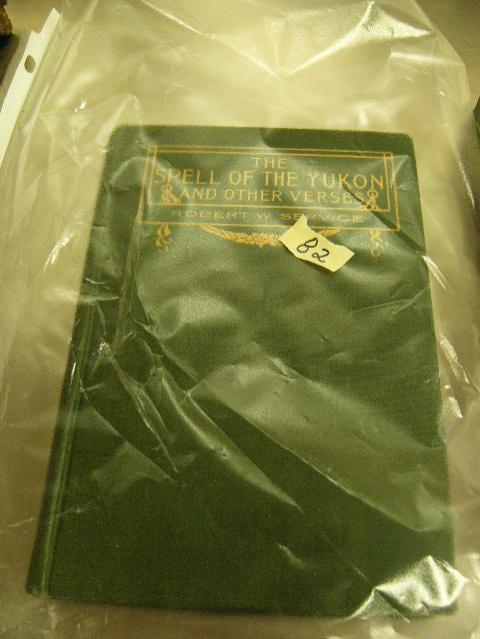 THE
SPELL OF THE YUKON
AND OTHER VERSES
ROBERT W. SERVICE
82